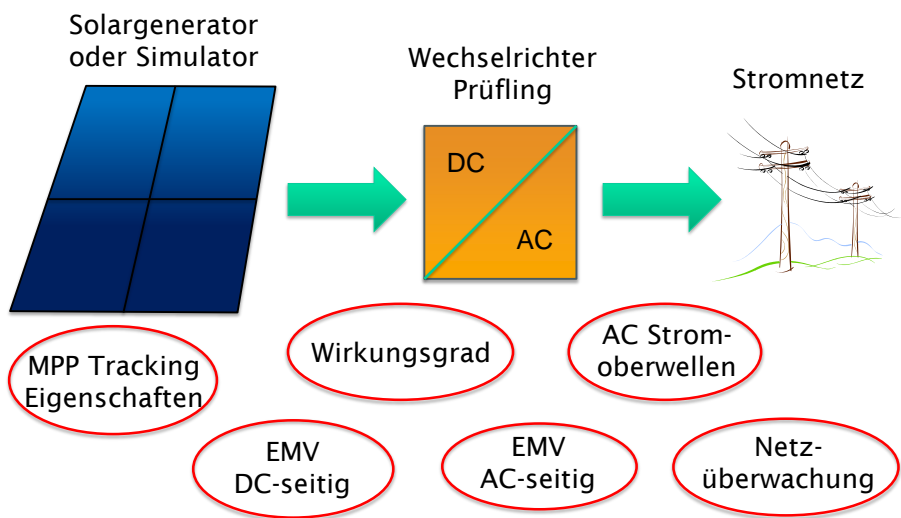 Solargenerator
oder Simulator
Wechselrichter
Prüfling
Stromnetz
DC
AC
MPP Tracking
Eigenschaften
Wirkungsgrad
AC Strom-
oberwellen
EMV
DC-seitig
EMV
AC-seitig
Netz-
überwachung